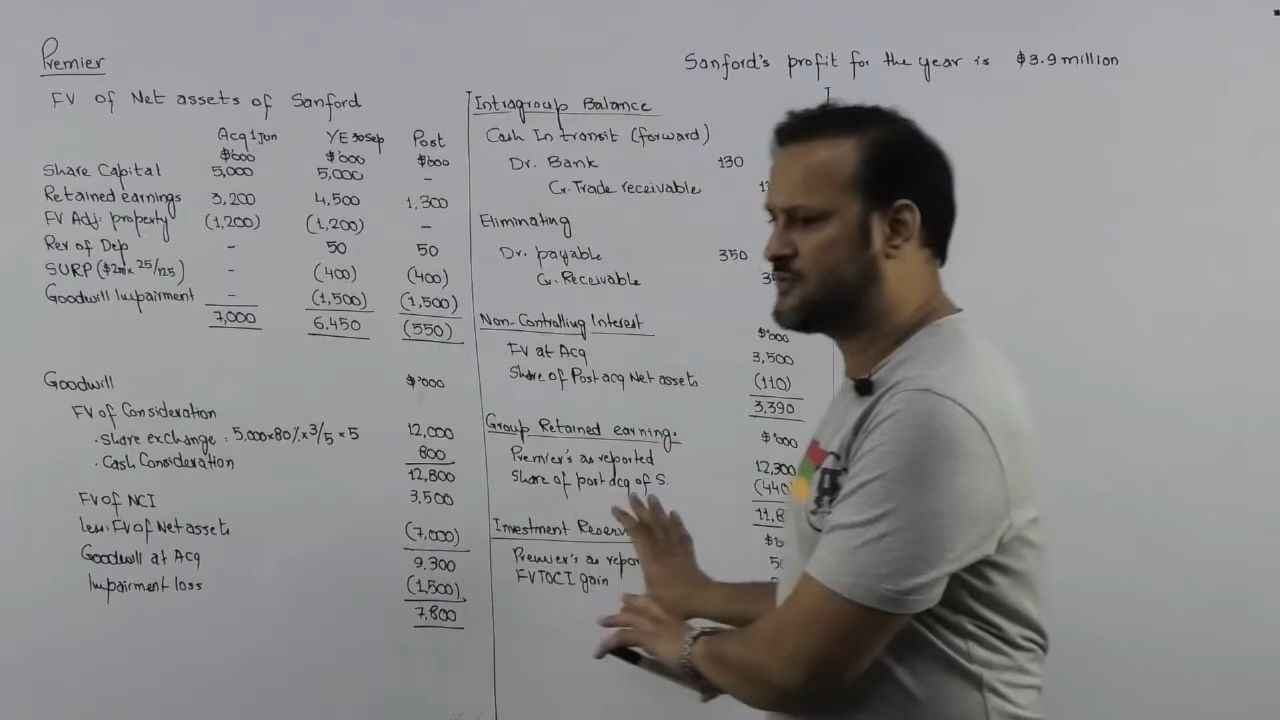 Premier
Sanford's profit for the year is $3.9 million
FV of Net assets of Sanford
Acq 1 Jun YE 30 Sep Post
$'000 $'000 $'000
Share Capital 5,000 5,000 -
Retained earnings 3,200 4,500 1,300
FV Adj. property (1,200) (1,200) -
Rev of Dep - 50 50
SURP ($2m x 25/125) - (400) (400)
Goodwill Impairment - (1,500) (1,500)
7,000 6,450 (550)
Goodwill $'000
FV of Consideration
. Share exchange : 5,000x80%x3/5 x5 12,000
. Cash Consideration 800
12,800
FV of NCI 3,500
less: FV of Net assets (7,000)
Goodwill at Acq 9.300
Impairment loss (1,500)
7,800
Intragroup Balance
Cash In transit (forward)
Dr. Bank 130
Cr. Trade receivable
Eliminating
Dr. payable 350
Cr. Receivable
Non-Controlling Interest $'000
FV at Acq 3,500
Share of Post acq Net assets (110)
3,390
Group Retained earning. $'000
Premier's as reported 12,300
Share of post acq of S. (440
11,8
Investment
Premier's as
FVTOCI gain